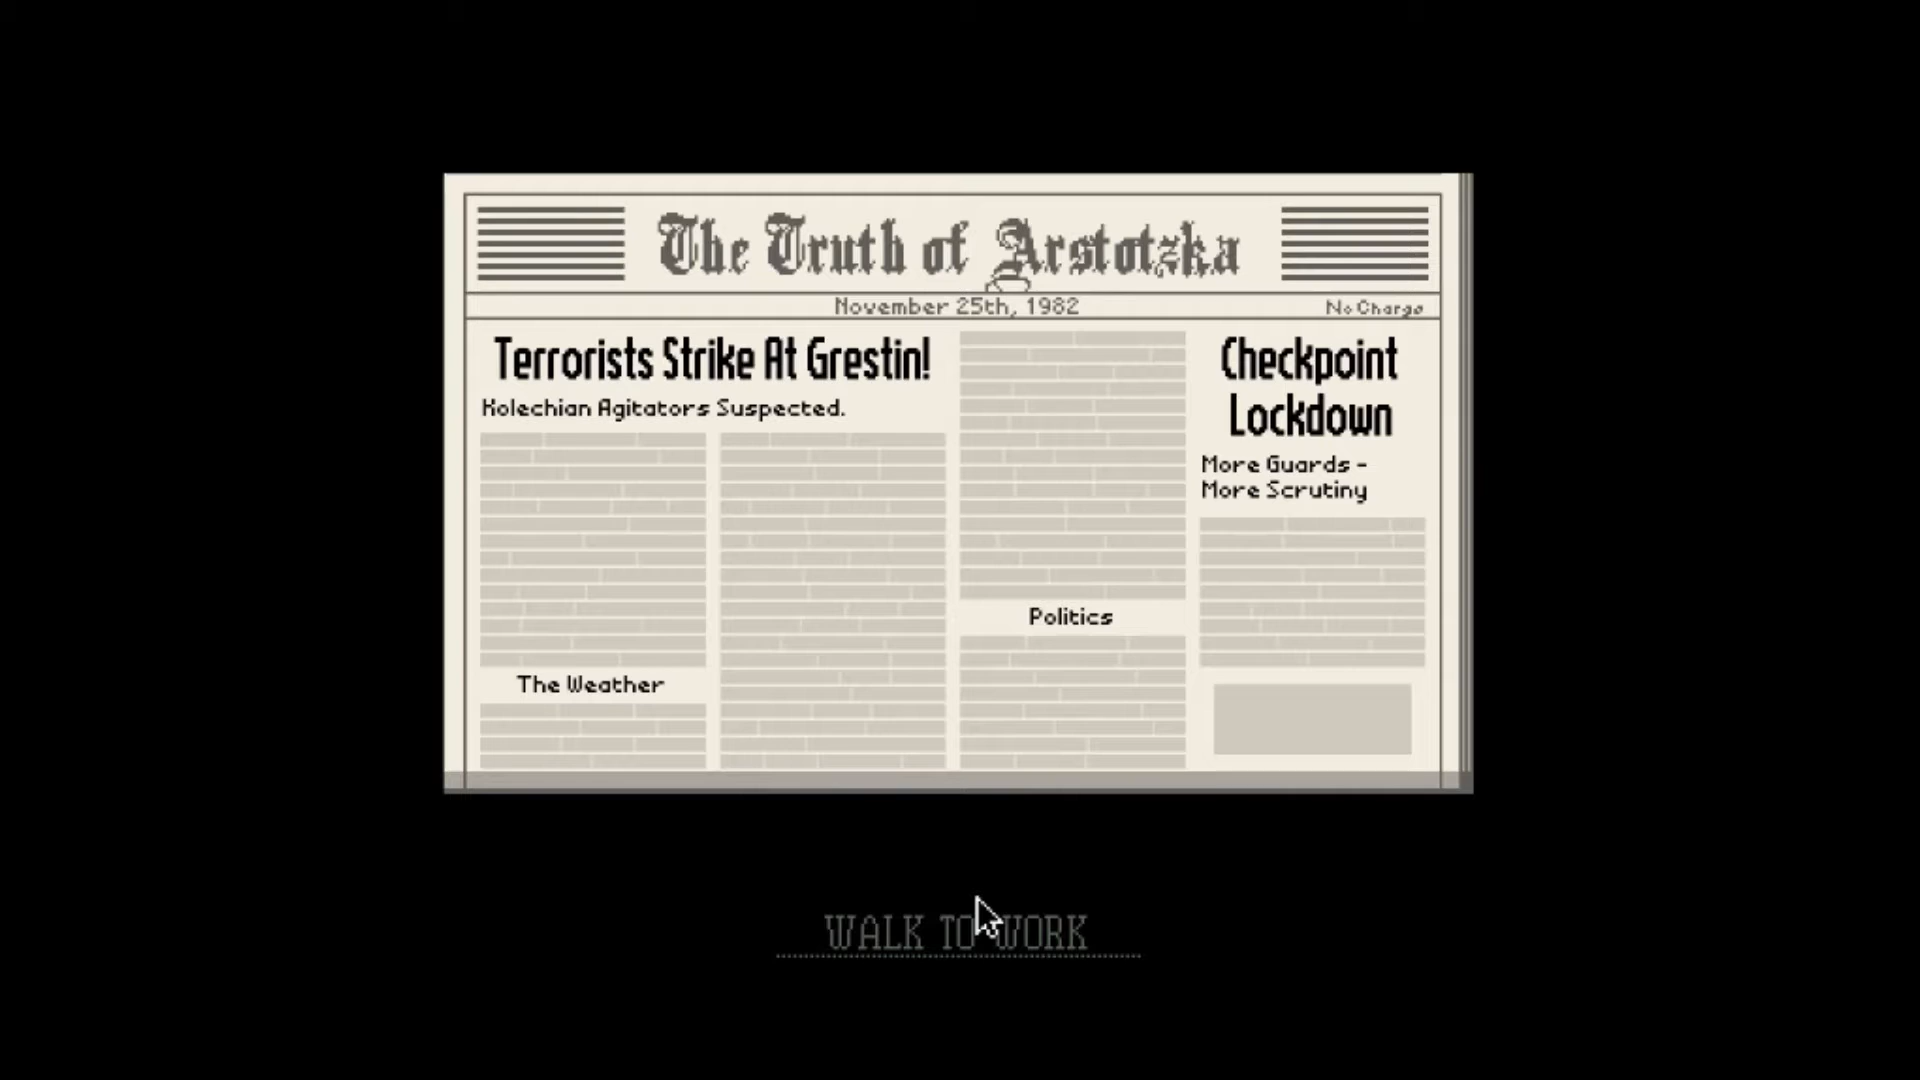 The Truth of Arstotzka
November 25th, 1982
No Charge
Terrorists Strike At Grestin!
Kolechian Agitators Suspected.
The Weather
Politics
Checkpoint
Lockdown
More Guards -
More Scrutiny
WALK TO WORK